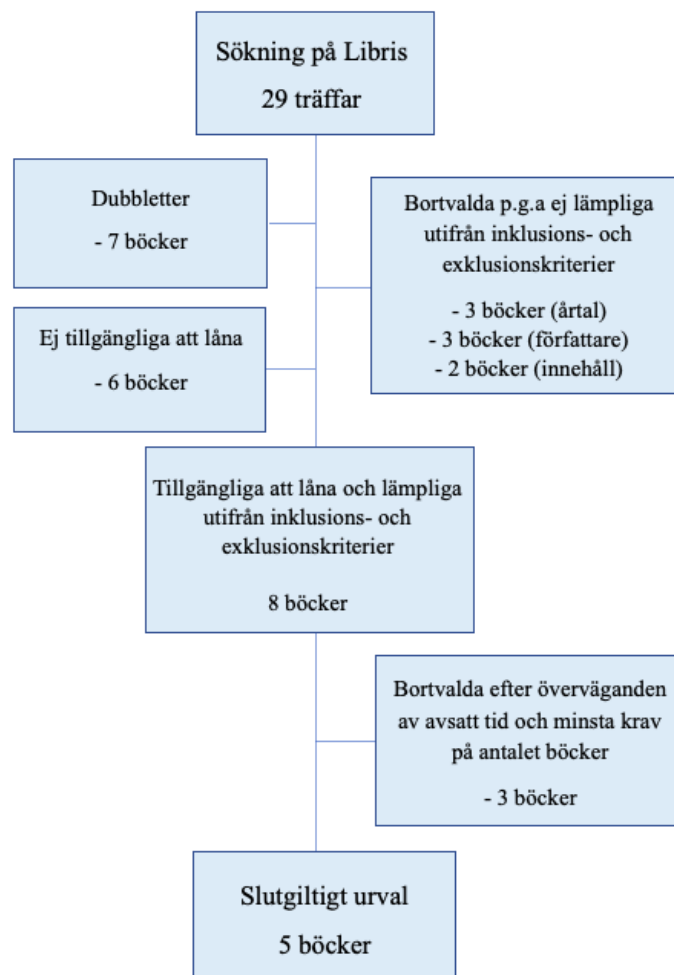 Sökning på Libris
29 träffar
Dubbletter
- 7 böcker
Bortvalda p.g.a ej lämpliga
utifrån inklusions- och
exklusionskriterier
- 3 böcker (årtal)
- 3 böcker (författare)
- 2 böcker (innehåll)
Ej tillgängliga att låna
- 6 böcker
Tillgängliga att låna och lämpliga
utifrån inklusions- och
exklusionskriterier
8 böcker
Bortvalda efter överväganden
av avsatt tid och minsta krav
på antalet böcker
- 3 böcker
Slutgiltigt urval
5 böcker